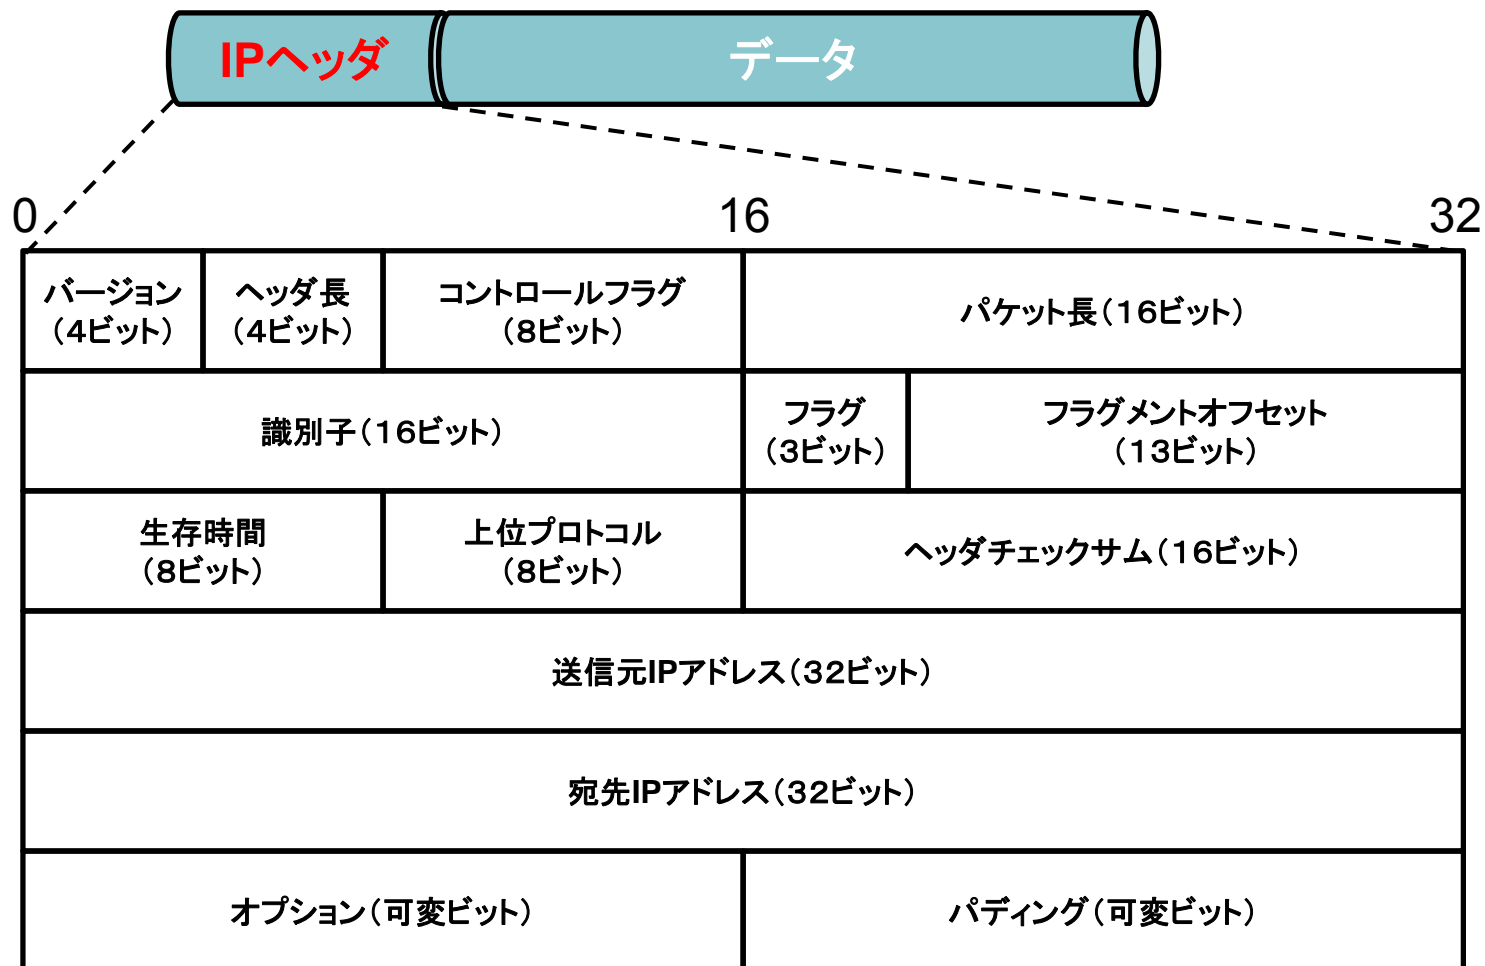 IPヘッダ
データ
0
16
32
バージョン
(4ビット)
ヘッダ長
(4ビット)
コントロールフラグ
(8ビット)
パケット長(16ビット)
識別子(16ビット)
フラグ
(3ビット)
フラグメントオフセット
(13ビット)
生存時間
(8ビット)
上位プロトコル
(8ビット)
ヘッダチェックサム(16ビット)
送信元IPアドレス(32ビット)
宛先IPアドレス(32ビット)
オプション(可変ビット)
パディング(可変ビット)